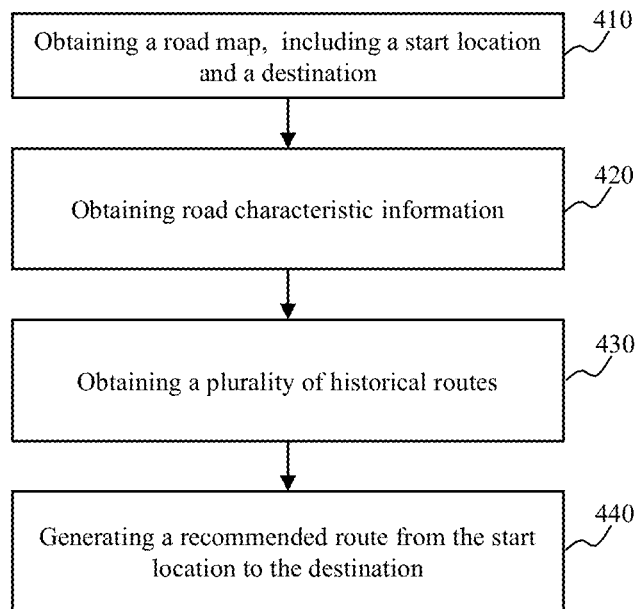 Obtaining a road map, including a start location
and a destination
410
Obtaining road characteristic information
420
Obtaining a plurality of historical routes
430
Generating a recommended route from the start
location to the destination
440